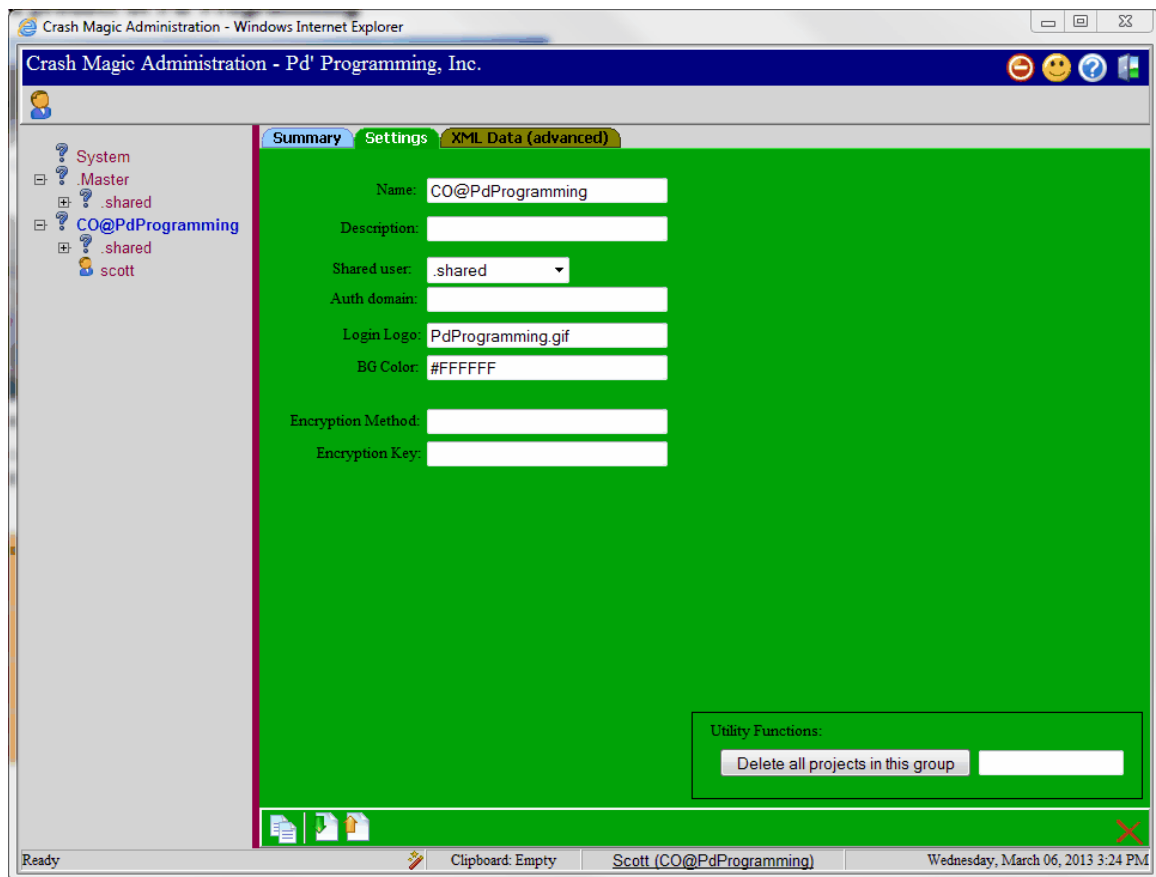 Crash Magic Administration - Windows Internet Explorer
Crash Magic Administration - Pd' Programming, Inc.
System
.Master
.shared
CO@PdProgramming
.shared
scott
Summary
Settings
XML Data (advanced)
Name: CO@PdProgramming
Description:
Shared user: .shared
Auth domain:
Login Logo: PdProgramming.gif
BG Color: #FFFFFF
Encryption Method:
Encryption Key:
Utility Functions:
Delete all projects in this group
Ready
Clipboard: Empty
Scott (CO@PdProgramming)
Wednesday, March 06, 2013 3:24 PM